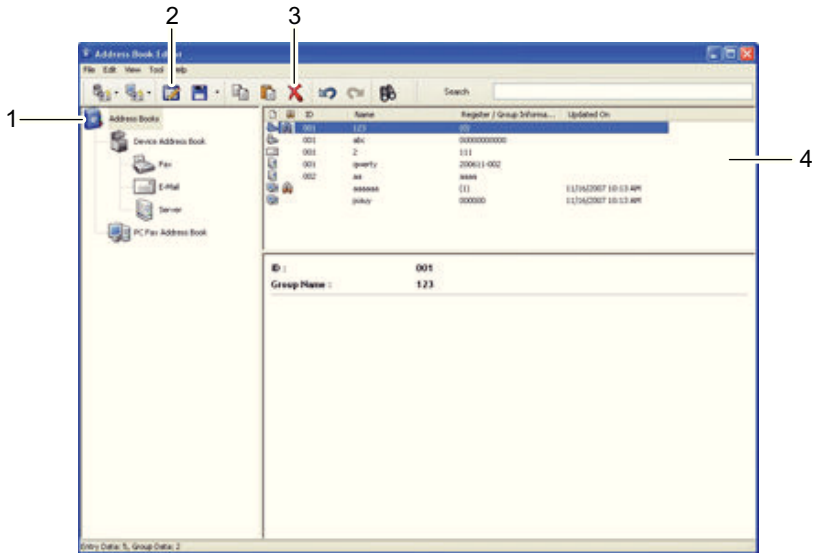 2 3
Address Book Editor
File Edit View Tool Help
Search
1
Address Books
Device Address Book
Fax
E-Mail
Server
PC Fax Address Book
ID Name Register / Group Informa... Updated On
001 123 (0)
001 abc 00000000000
001 2 111
001 qwerty 200611-002
002 aa aaaa
aaaaaa (1) 11/16/2007 10:13 AM
000000 11/16/2007 10:13 AM
4
ID : 001
Group Name : 123
Entry Data: 5, Group Data: 2